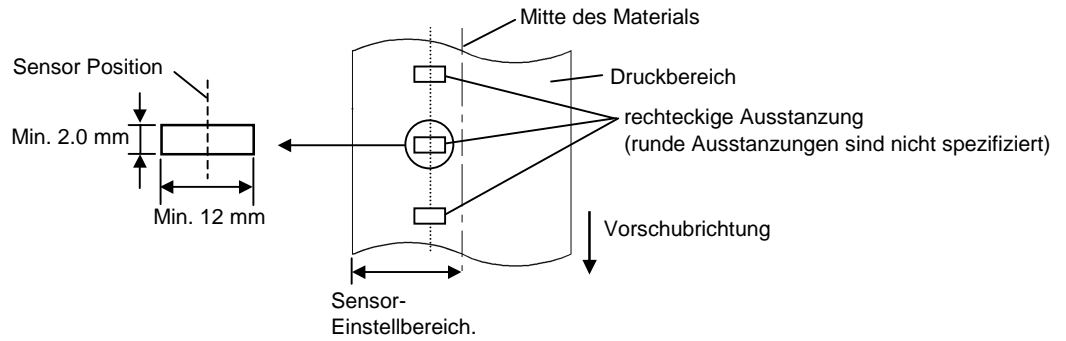 Mitte des Materials
Sensor Position
Druckbereich
rechteckige Ausstanzung
(runde Ausstanzungen sind nicht spezifiziert)
Min. 2.0 mm
Min. 12 mm
Vorschubrichtung
Sensor-
Einstellbereich.